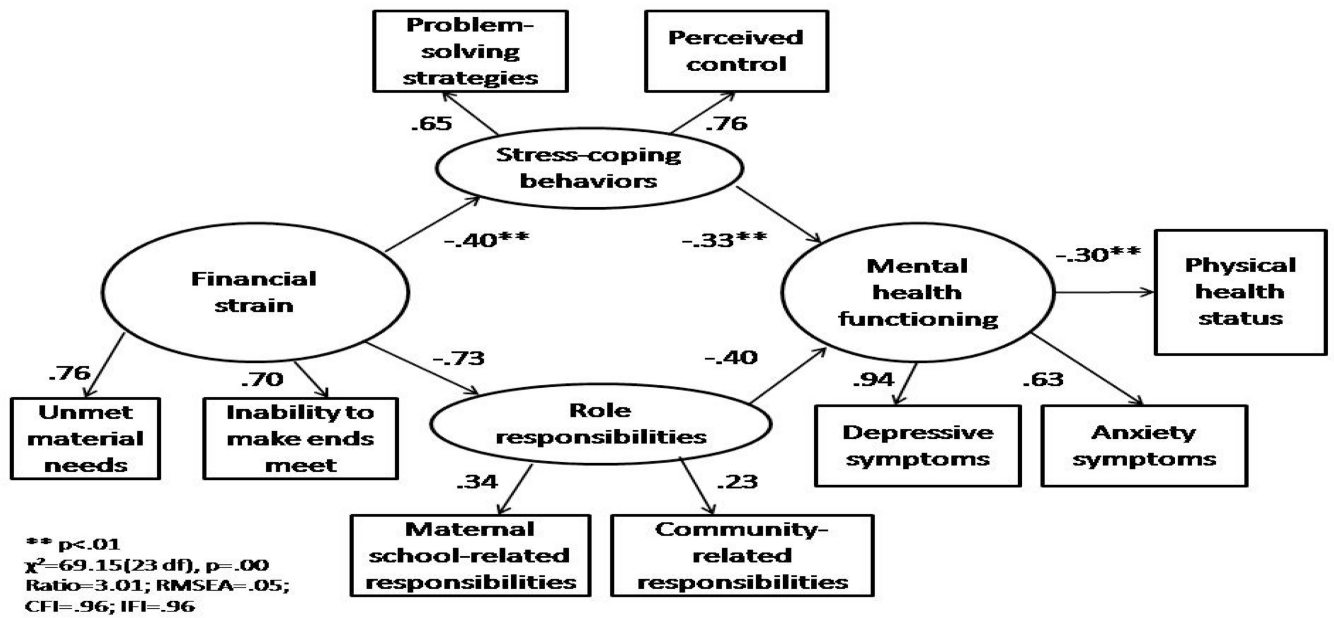 Problem-
solving
strategies
Perceived
control
.65
.76
Stress-coping
behaviors
-.40**
-.33**
Financial
strain
Mental
health
functioning
-.30**
Physical
health
status
.76
.70
-.73
-.40
.94
.63
Unmet
material
needs
Inability to
make ends
meet
Role
responsibilities
Depressive
symptoms
Anxiety
symptoms
.34
.23
Maternal
school-related
responsibilities
Community-
related
responsibilities
** p<.01
χ²=69.15(23 df), p=.00
Ratio=3.01; RMSEA=.05;
CFI=.96; IFI=.96